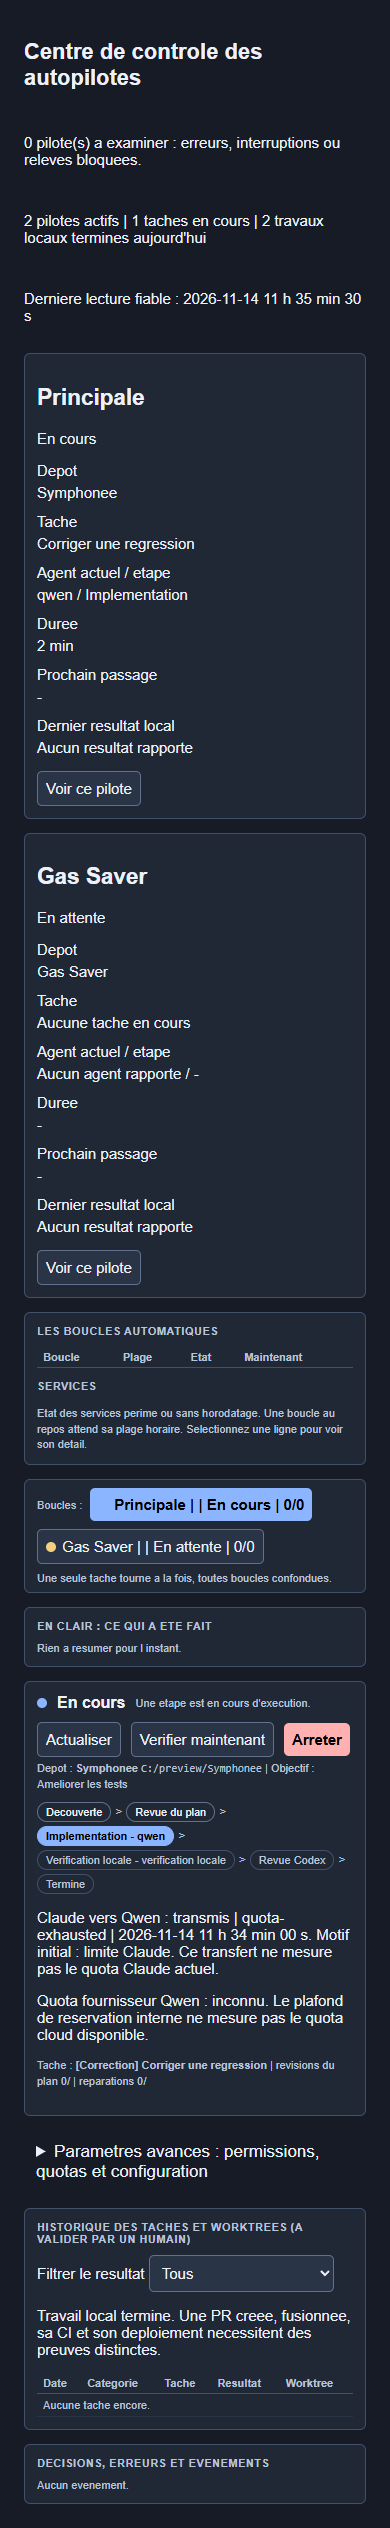 Centre de controle des
autopilotes
0 pilote(s) a examiner : erreurs, interruptions ou
releves bloquees.
2 pilotes actifs | 1 taches en cours | 2 travaux
locaux termines aujourd'hui
Derniere lecture fiable : 2026-11-14 11 h 35 min 30
s
Principale
En cours
Depot
Symphonee
Tache
Corriger une regression
Agent actuel / etape
qwen / Implementation
Duree
2 min
Prochain passage
-
Dernier resultat local
Aucun resultat rapporte
Voir ce pilote
Gas Saver
En attente
Depot
Gas Saver
Tache
Aucune tache en cours
Agent actuel / etape
Aucun agent rapporte / -
Duree
-
Prochain passage
-
Dernier resultat local
Aucun resultat rapporte
Voir ce pilote
LES BOUCLES AUTOMATIQUES
Boucle Plage Etat Maintenant
SERVICES
Etat des services perime ou sans horodatage. Une boucle au
repos attend sa plage horaire. Selectionnez une ligne pour voir
son detail.
Boucles : Principale | | En cours | 0/0
Gas Saver | | En attente | 0/0
Une seule tache tourne a la fois, toutes boucles confondues.
EN CLAIR : CE QUI A ETE FAIT
Rien a resumer pour l instant.
En cours Une etape est en cours d'execution.
Actualiser Verifier maintenant Arreter
Depot : Symphonee C:/preview/Symphonee | Objectif :
Ameliorer les tests
Decouverte > Revue du plan >
Implementation - qwen >
Verification locale - verification locale > Revue Codex >
Termine
Claude vers Qwen : transmis | quota-
exhausted | 2026-11-14 11 h 34 min 00 s. Motif
initial : limite Claude. Ce transfert ne mesure
pas le quota Claude actuel.
Quota fournisseur Qwen : inconnu. Le plafond
de reservation interne ne mesure pas le quota
cloud disponible.
Tache : [Correction] Corriger une regression | revisions du
plan 0/ | reparations 0/
Parametres avances : permissions,
quotas et configuration
HISTORIQUE DES TACHES ET WORKTREES (A
VALIDER PAR UN HUMAIN)
Filtrer le resultat Tous
Travail local termine. Une PR creee, fusionnee,
sa CI et son deploiement necessitent des
preuves distinctes.
Date Categorie Tache Resultat Worktree
Aucune tache encore.
DECISIONS, ERREURS ET EVENEMENTS
Aucun evenement.